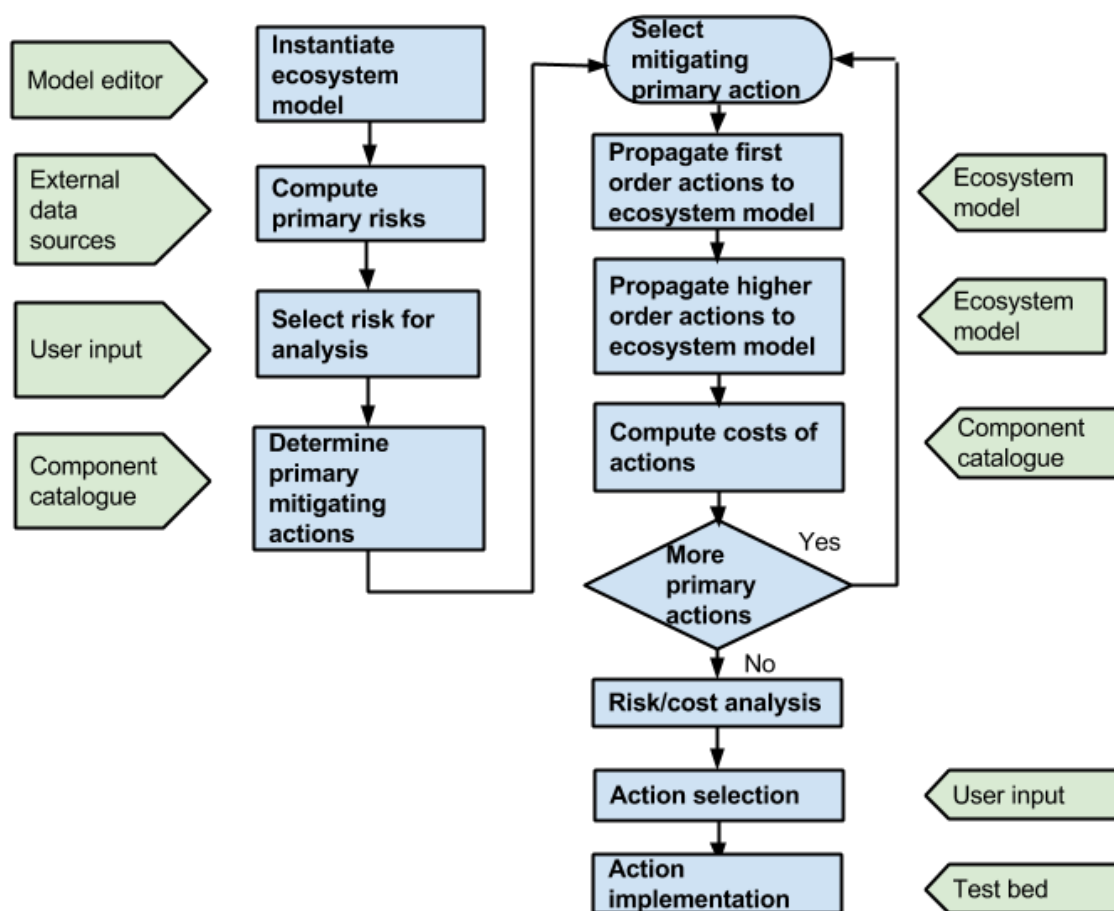 Model editor
Instantiate
ecosystem
model
External
data
sources
Compute
primary risks
User input
Select risk for
analysis
Component
catalogue
Determine
primary
mitigating
actions
Select
mitigating
primary action
Propagate first
order actions to
ecosystem model
Ecosystem
model
Propagate higher
order actions to
ecosystem model
Ecosystem
model
Compute costs of
actions
Component
catalogue
More
primary
actions
Yes
No
Risk/cost analysis
Action selection
User input
Action
implementation
Test bed